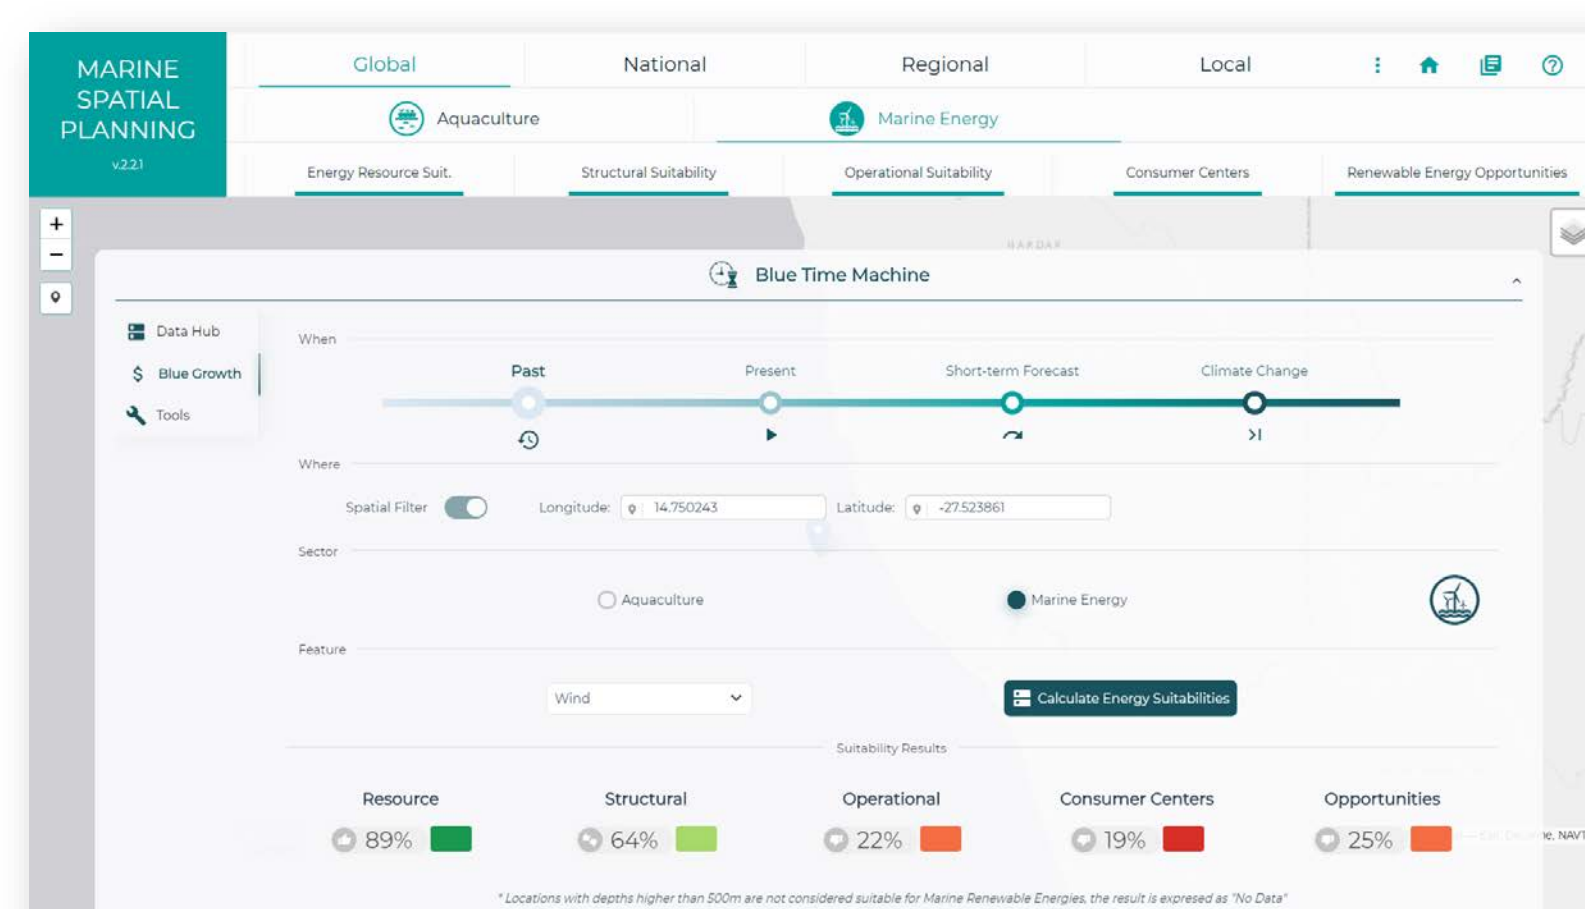 MARINE
SPATIAL
PLANNING
v.2.2.1
Global
National
Regional
Local
Aquaculture
Marine Energy
Energy Resource Suit.
Structural Suitability
Operational Suitability
Consumer Centers
Renewable Energy Opportunities
+
−
HARDAP
Blue Time Machine
Data Hub
Blue Growth
Tools
When
Past
Present
Short-term Forecast
Climate Change
Where
Spatial Filter
Longitude: 14.750243
Latitude: -27.523861
Sector
Aquaculture
Marine Energy
Feature
Wind
Calculate Energy Suitabilities
Suitability Results
Resource
Structural
Operational
Consumer Centers
Opportunities
89%
64%
22%
19%
25%
* Locations with depths higher than 500m are not considered suitable for Marine Renewable Energies, the result is expresed as "No Data"